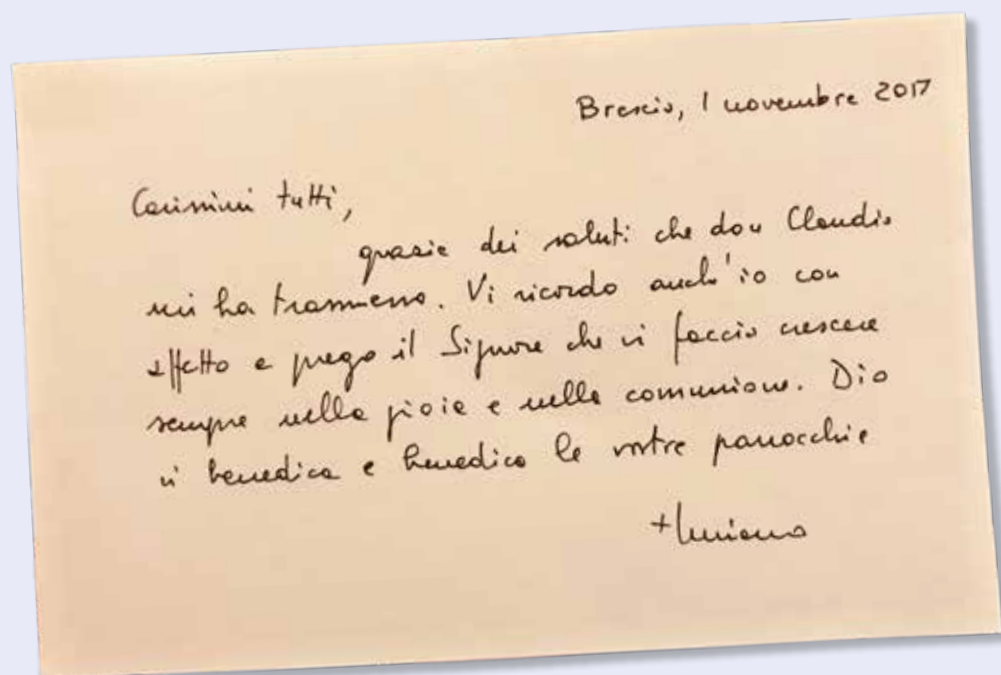 Brescia, 1 novembre 2017
Carissimi tutti,
grazie dei saluti che don Claudio
mi ha trasmesso. Vi ricordo anch'io con
affetto e prego il Signore che vi faccia crescere
sempre nella gioia e nella comunione. Dio
vi benedica e benedica le vostre parrocchie
+ Luciano